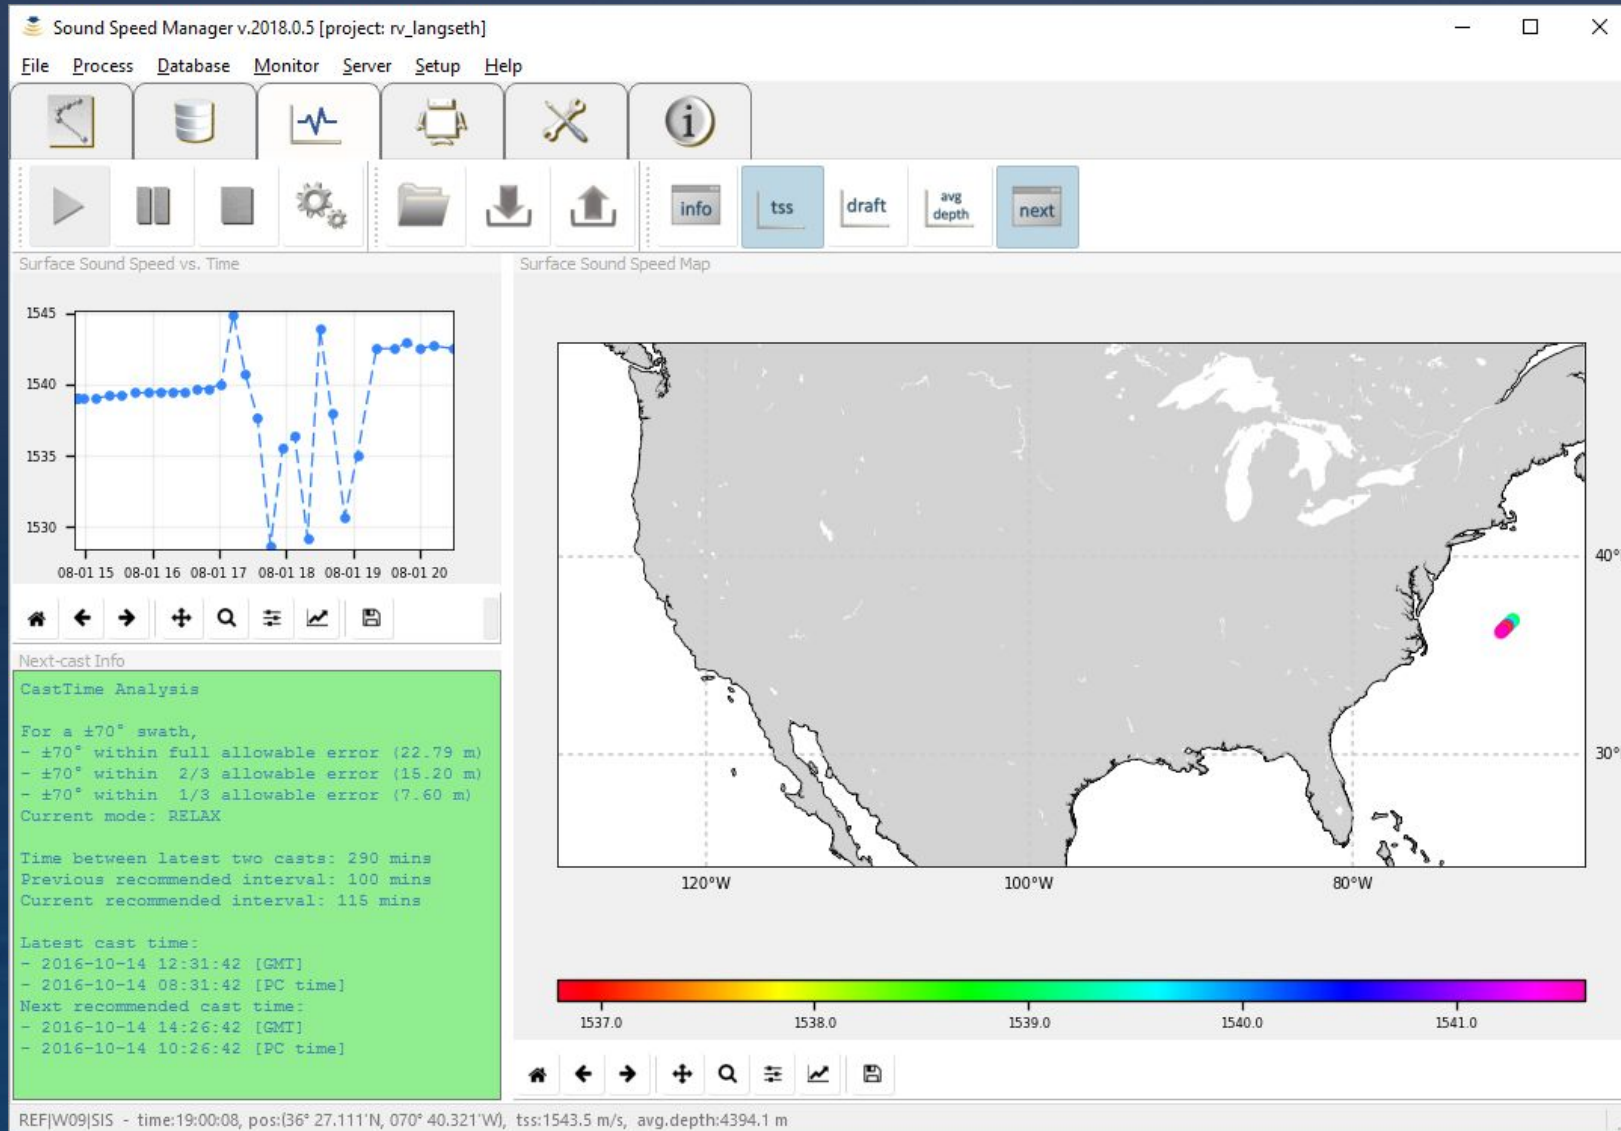 Sound Speed Manager v.2018.0.5 [project: rv_langseth]
File Process Database Monitor Server Setup Help
info tss draft avg depth next
Surface Sound Speed vs. Time
1545
1540
1535
1530
08-01 15 08-01 16 08-01 17 08-01 18 08-01 19 08-01 20
Next-cast Info
CastTime Analysis
For a ±70° swath,
- ±70° within full allowable error (22.79 m)
- ±70° within 2/3 allowable error (15.20 m)
- ±70° within 1/3 allowable error (7.60 m)
Current mode: RELAX
Time between latest two casts: 290 mins
Previous recommended interval: 100 mins
Current recommended interval: 115 mins
Latest cast time:
- 2016-10-14 12:31:42 [GMT]
- 2016-10-14 08:31:42 [PC time]
Next recommended cast time:
- 2016-10-14 14:26:42 [GMT]
- 2016-10-14 10:26:42 [PC time]
Surface Sound Speed Map
40°
30°
120°W 100°W 80°W
1537.0 1538.0 1539.0 1540.0 1541.0
REF|W09|SIS - time:19:00:08, pos:(36° 27.111'N, 070° 40.321'W), tss:1543.5 m/s, avg.depth:4394.1 m